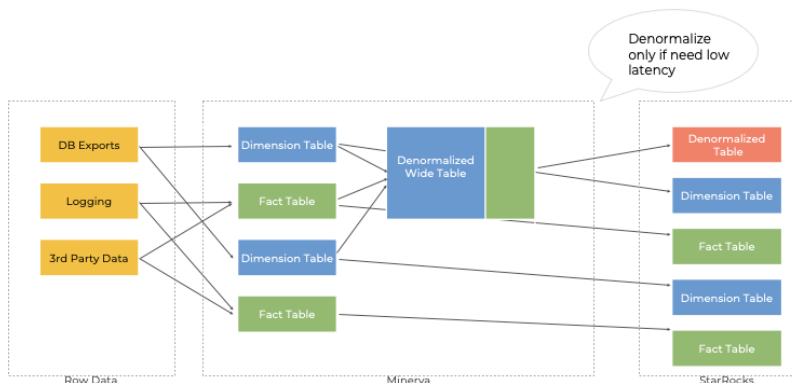 Denormalize
only if need low
latency
DB Exports
Logging
3rd Party Data
Row Data
Dimension Table
Fact Table
Dimension Table
Fact Table
Denormalized
Wide Table
Minerva
Denormalized
Table
Dimension Table
Fact Table
Dimension Table
Fact Table
StarRocks